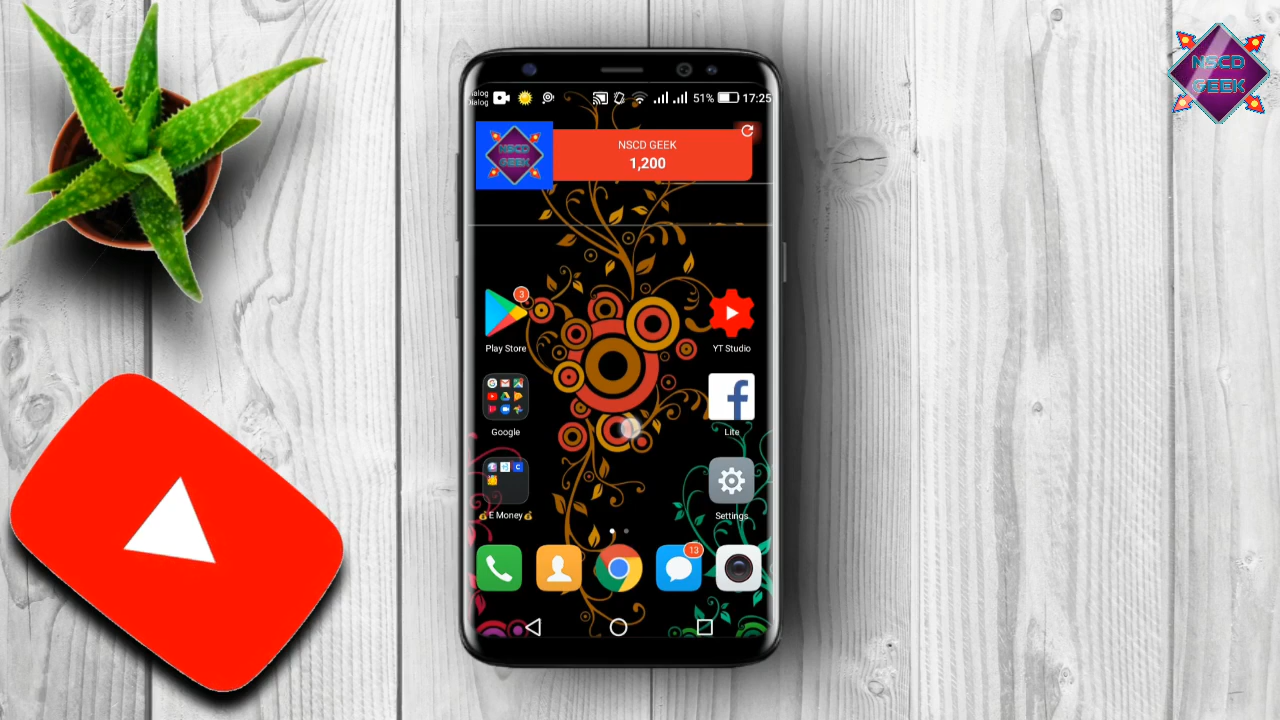 NSCD
GEEK
Dialog
51%
17:25
NSCD
GEEK
NSCD GEEK
1,200
3
Play Store
YT Studio
Google
Lite
💰E Money💰
Settings
13